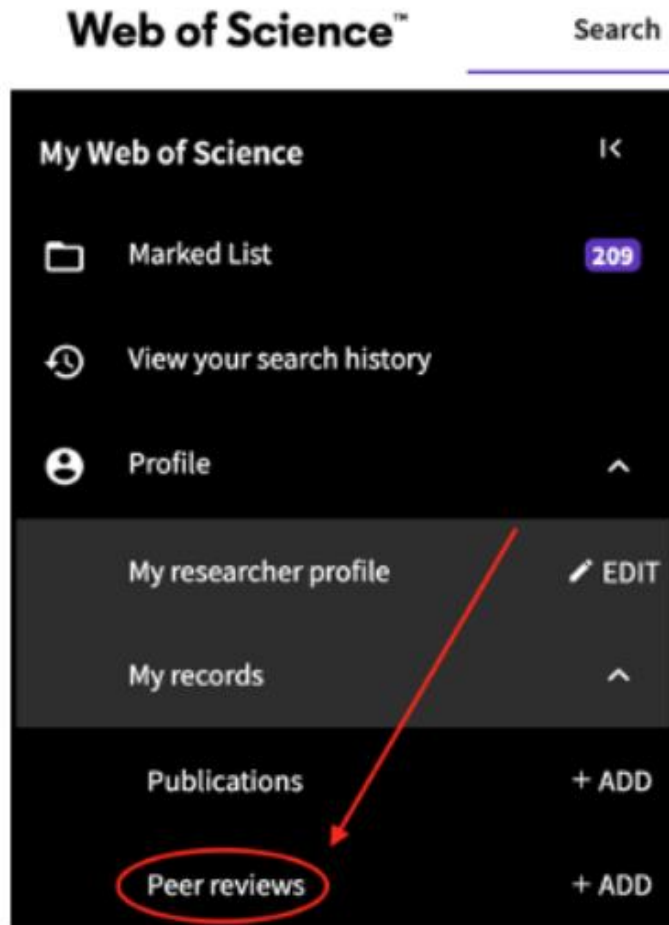 Web of Science™ Search
My Web of Science
Marked List 209
View your search history
Profile
My researcher profile EDIT
My records
Publications + ADD
Peer reviews + ADD